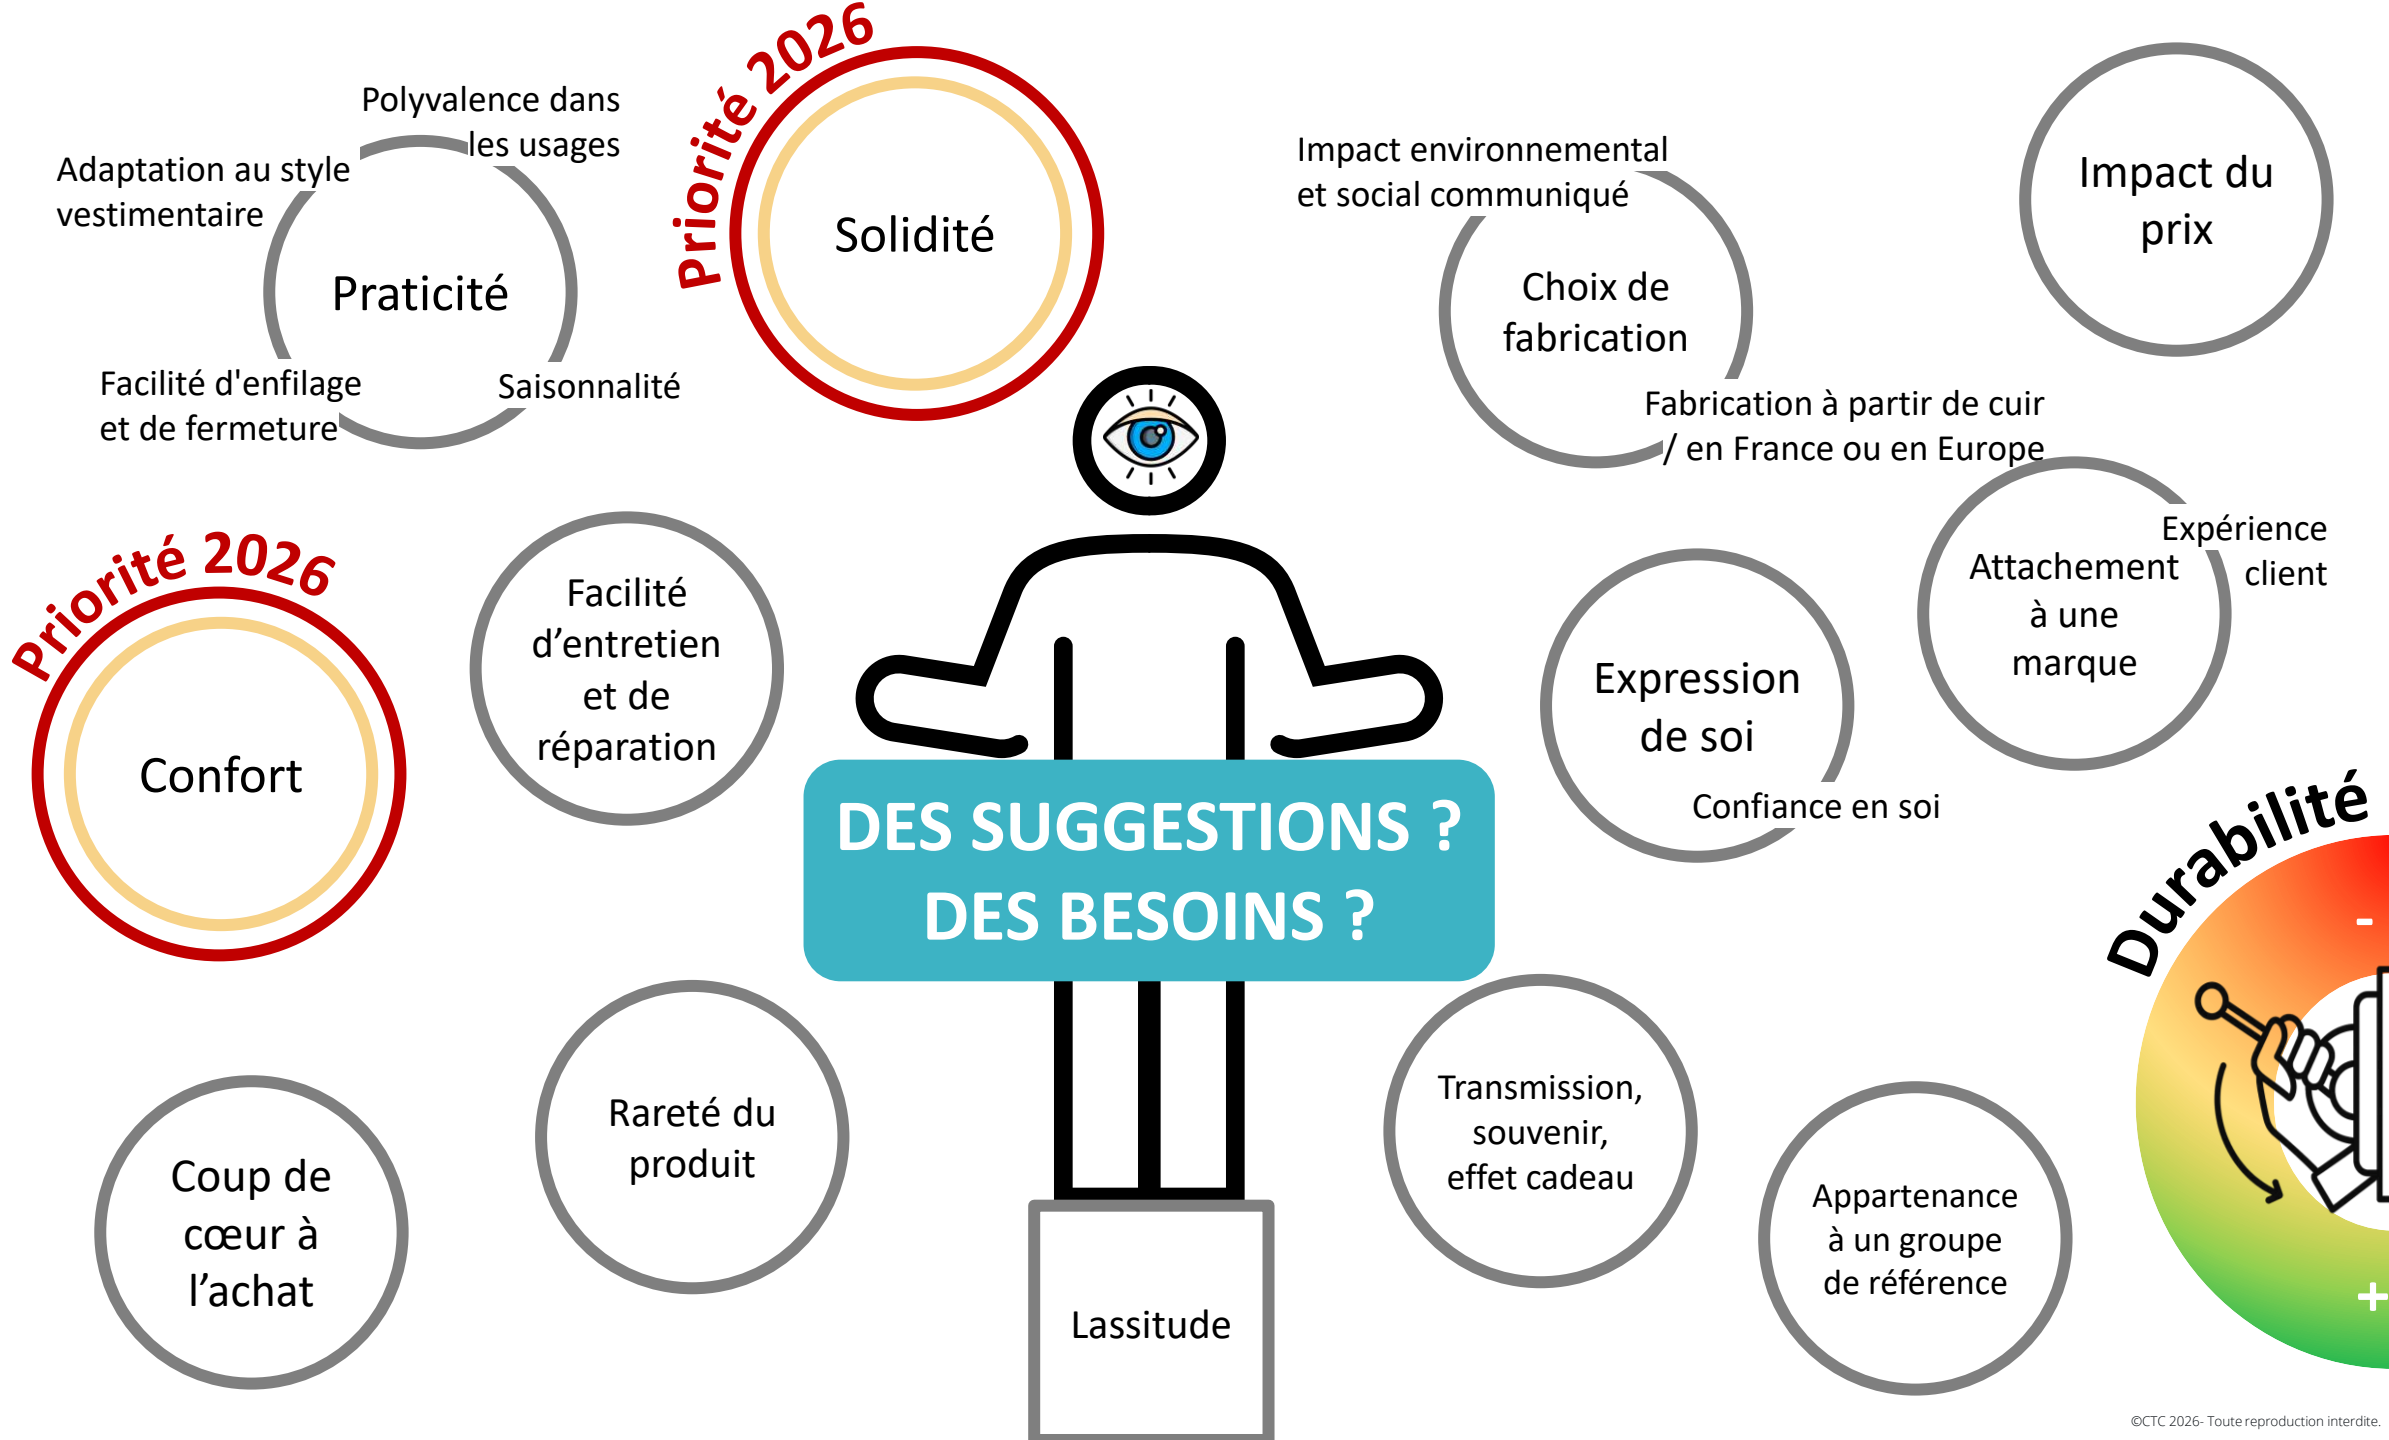 Priorité 2026
Polyvalence dans
les usages
Adaptation au style
vestimentaire
Praticité
Facilité d'enfilage
et de fermeture
Saisonnalité
Solidité
Impact environnemental
et social communiqué
Choix de
fabrication
Fabrication à partir de cuir
/ en France ou en Europe
Impact du
prix
Priorité 2026
Confort
Facilité
d’entretien
et de
réparation
Expression
de soi
Confiance en soi
Attachement
à une
marque
Expérience
client
DES SUGGESTIONS ?
DES BESOINS ?
Durabilité
-
+
Coup de
cœur à
l’achat
Rareté du
produit
Lassitude
Transmission,
souvenir,
effet cadeau
Appartenance
à un groupe
de référence
©CTC 2026- Toute reproduction interdite.